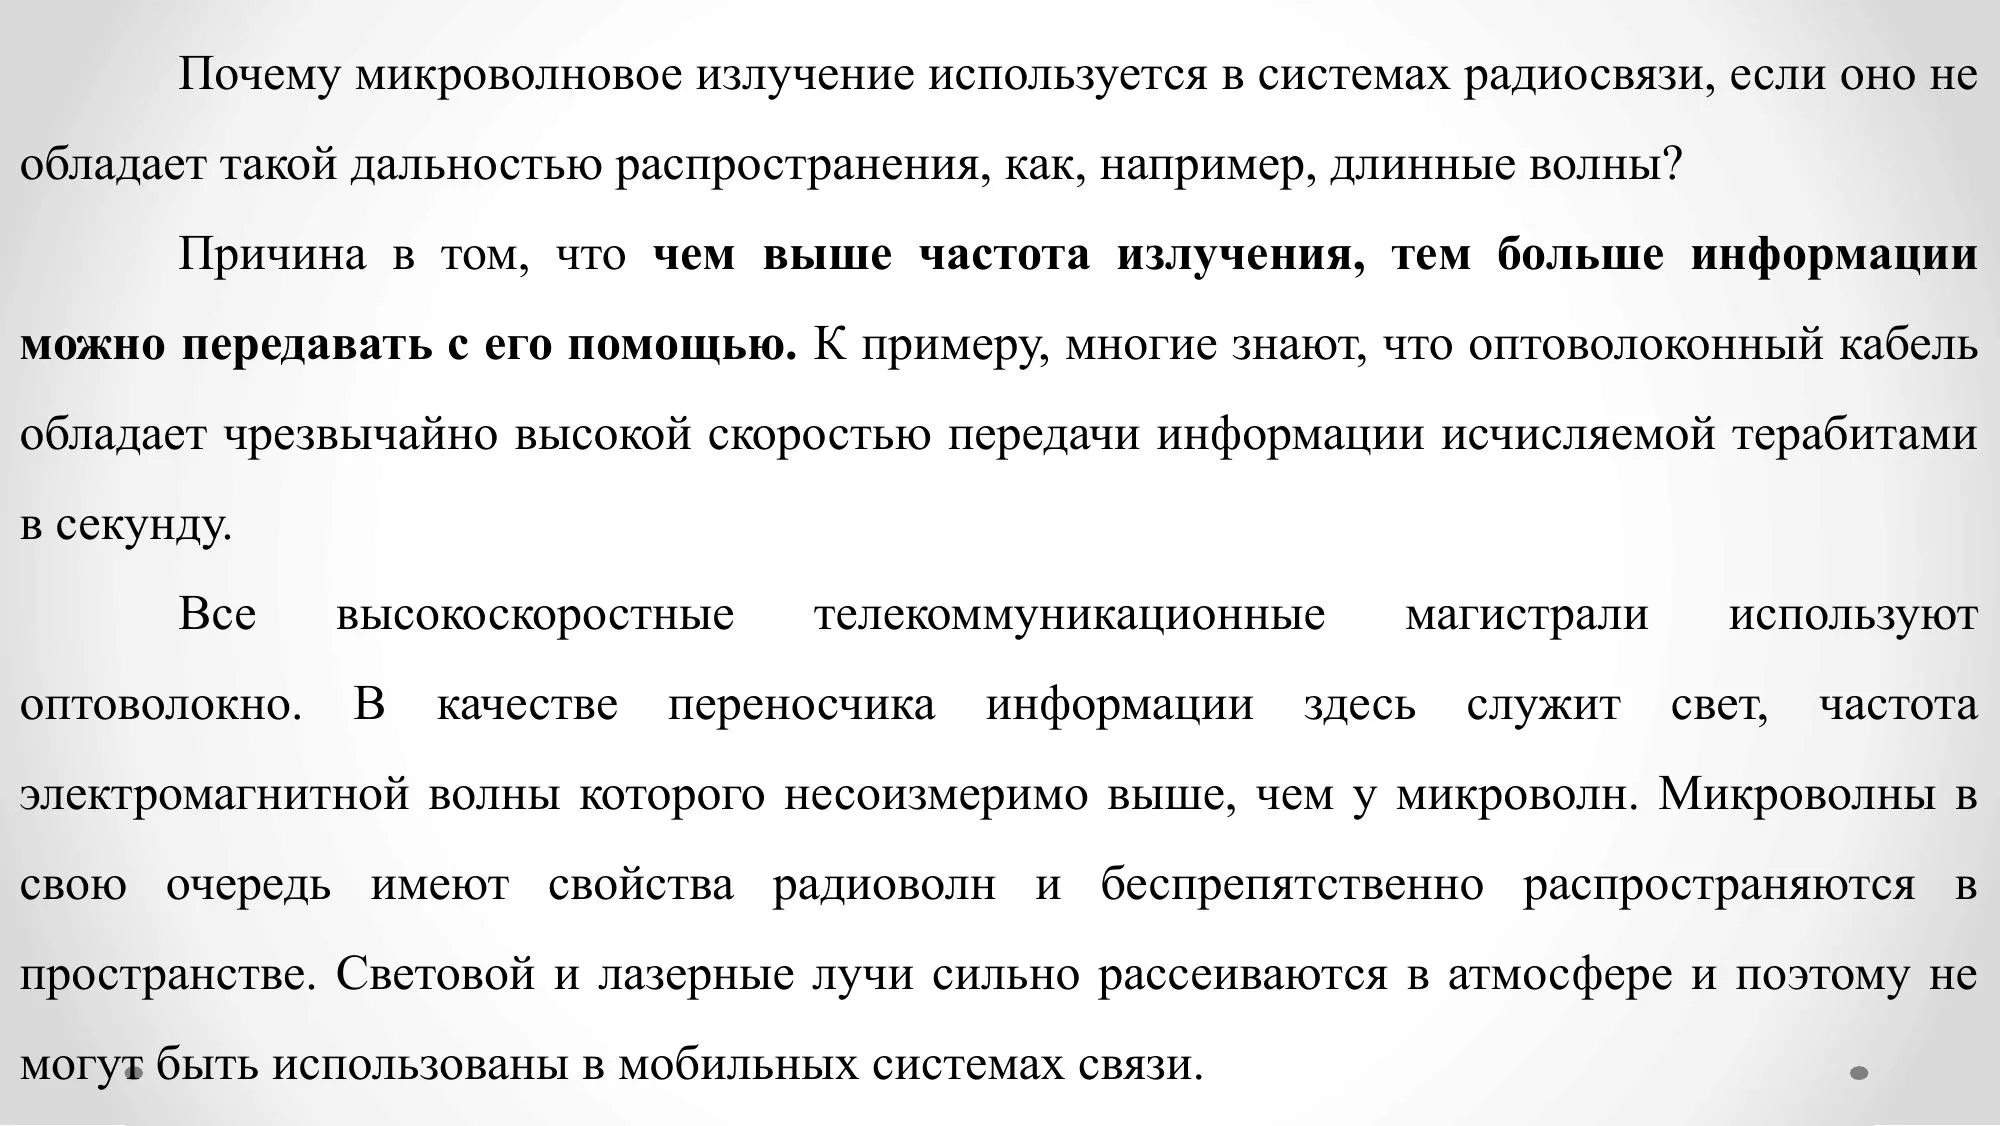 Почему микроволновое излучение используется в системах радиосвязи, если оно не
обладает такой дальностью распространения, как, например, длинные волны?
Причина в том, что чем выше частота излучения, тем больше информации
можно передавать с его помощью. К примеру, многие знают, что оптоволоконный кабель
обладает чрезвычайно высокой скоростью передачи информации исчисляемой терабитами
в секунду.
Все высокоскоростные телекоммуникационные магистрали используют
оптоволокно. В качестве переносчика информации здесь служит свет, частота
электромагнитной волны которого несоизмеримо выше, чем у микроволн. Микроволны в
свою очередь имеют свойства радиоволн и беспрепятственно распространяются в
пространстве. Световой и лазерные лучи сильно рассеиваются в атмосфере и поэтому не
могут быть использованы в мобильных системах связи.